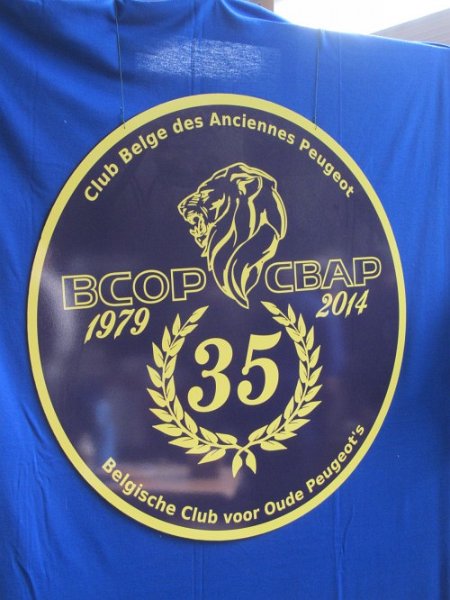 Club Belge des Anciennes Peugeot
BCOP CBAP
1979 2014
35
Belgische Club voor Oude Peugeot's